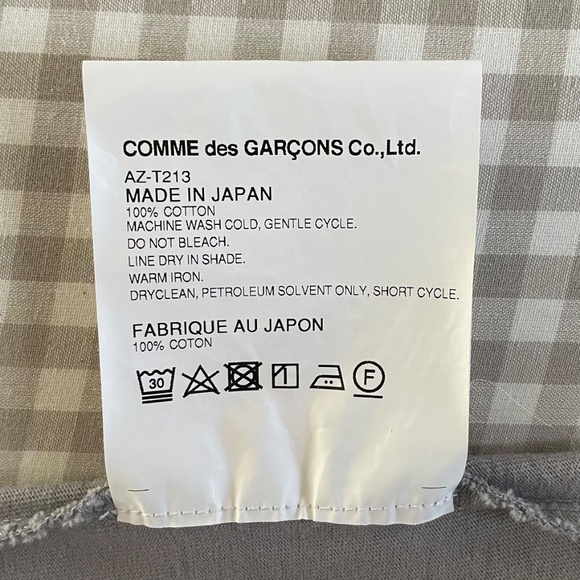 COMME des GARÇONS Co.,Ltd.
AZ-T213
MADE IN JAPAN
100% COTTON
MACHINE WASH COLD, GENTLE CYCLE.
DO NOT BLEACH.
LINE DRY IN SHADE.
WARM IRON.
DRYCLEAN, PETROLEUM SOLVENT ONLY, SHORT CYCLE.
FABRIQUE AU JAPON
100% COTON
30 F